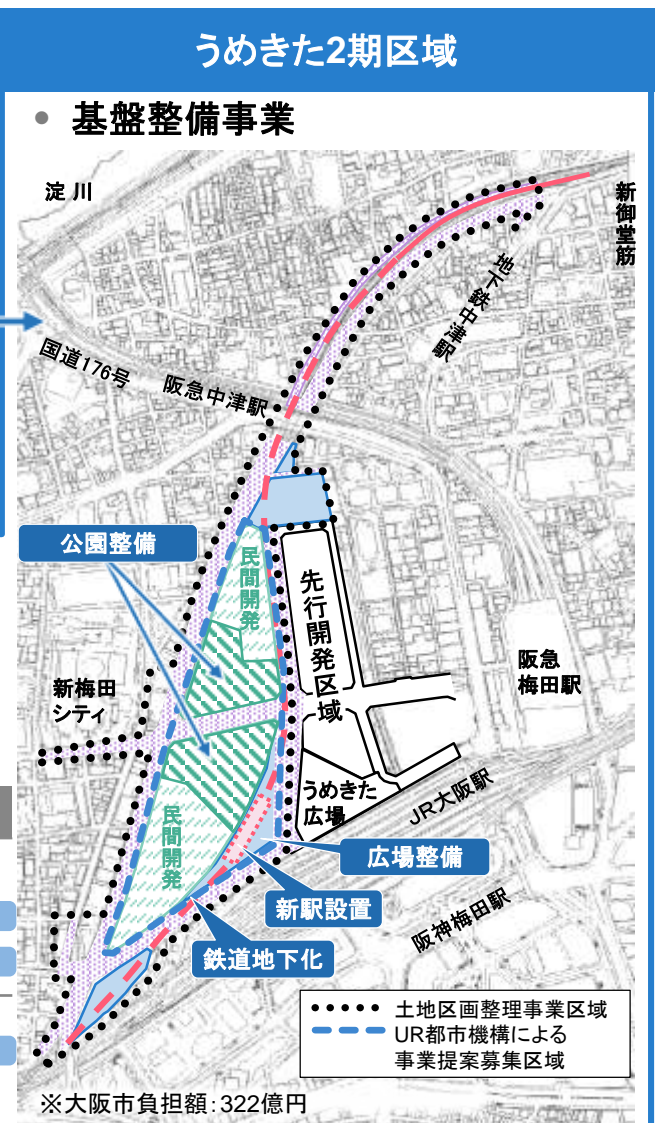 うめきた2期区域
• 基盤整備事業
淀川
新御堂筋
地下鉄中津駅
国道176号
阪急中津駅
公園整備
民間開発
先行開発区域
新梅田
シティ
阪急
梅田駅
うめきた
広場
JR大阪駅
民間開発
広場整備
新駅設置
阪神梅田駅
鉄道地下化
土地区画整理事業区域
UR都市機構による
事業提案募集区域
※大阪市負担額:322億円